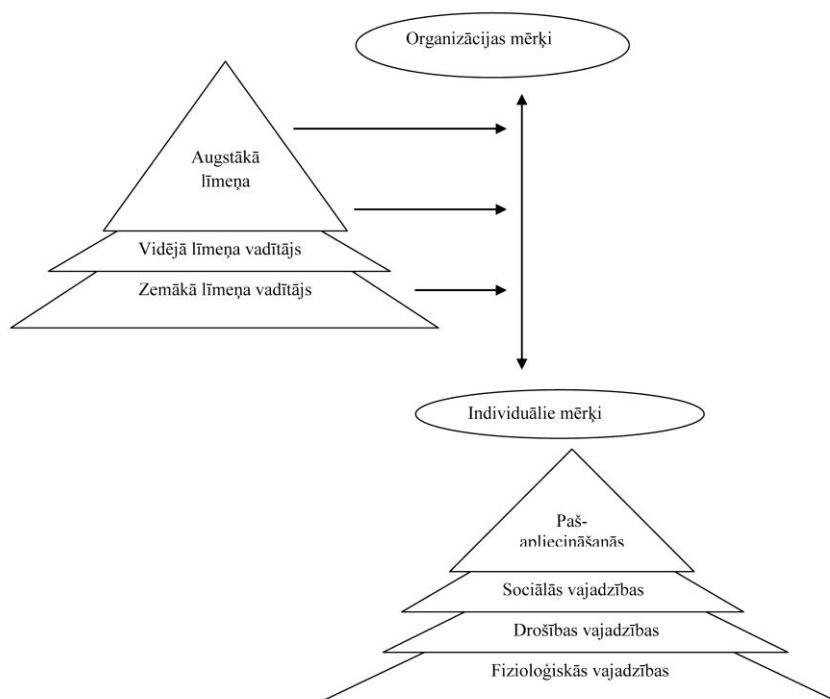 Organizācijas mērķi
Augstākā
līmeņa
Vidējā līmeņa vadītājs
Zemākā līmeņa vadītājs
Individuālie mērķi
Paš-
apliecināšanās
Sociālās vajadzības
Drošības vajadzības
Fizioloģiskās vajadzības